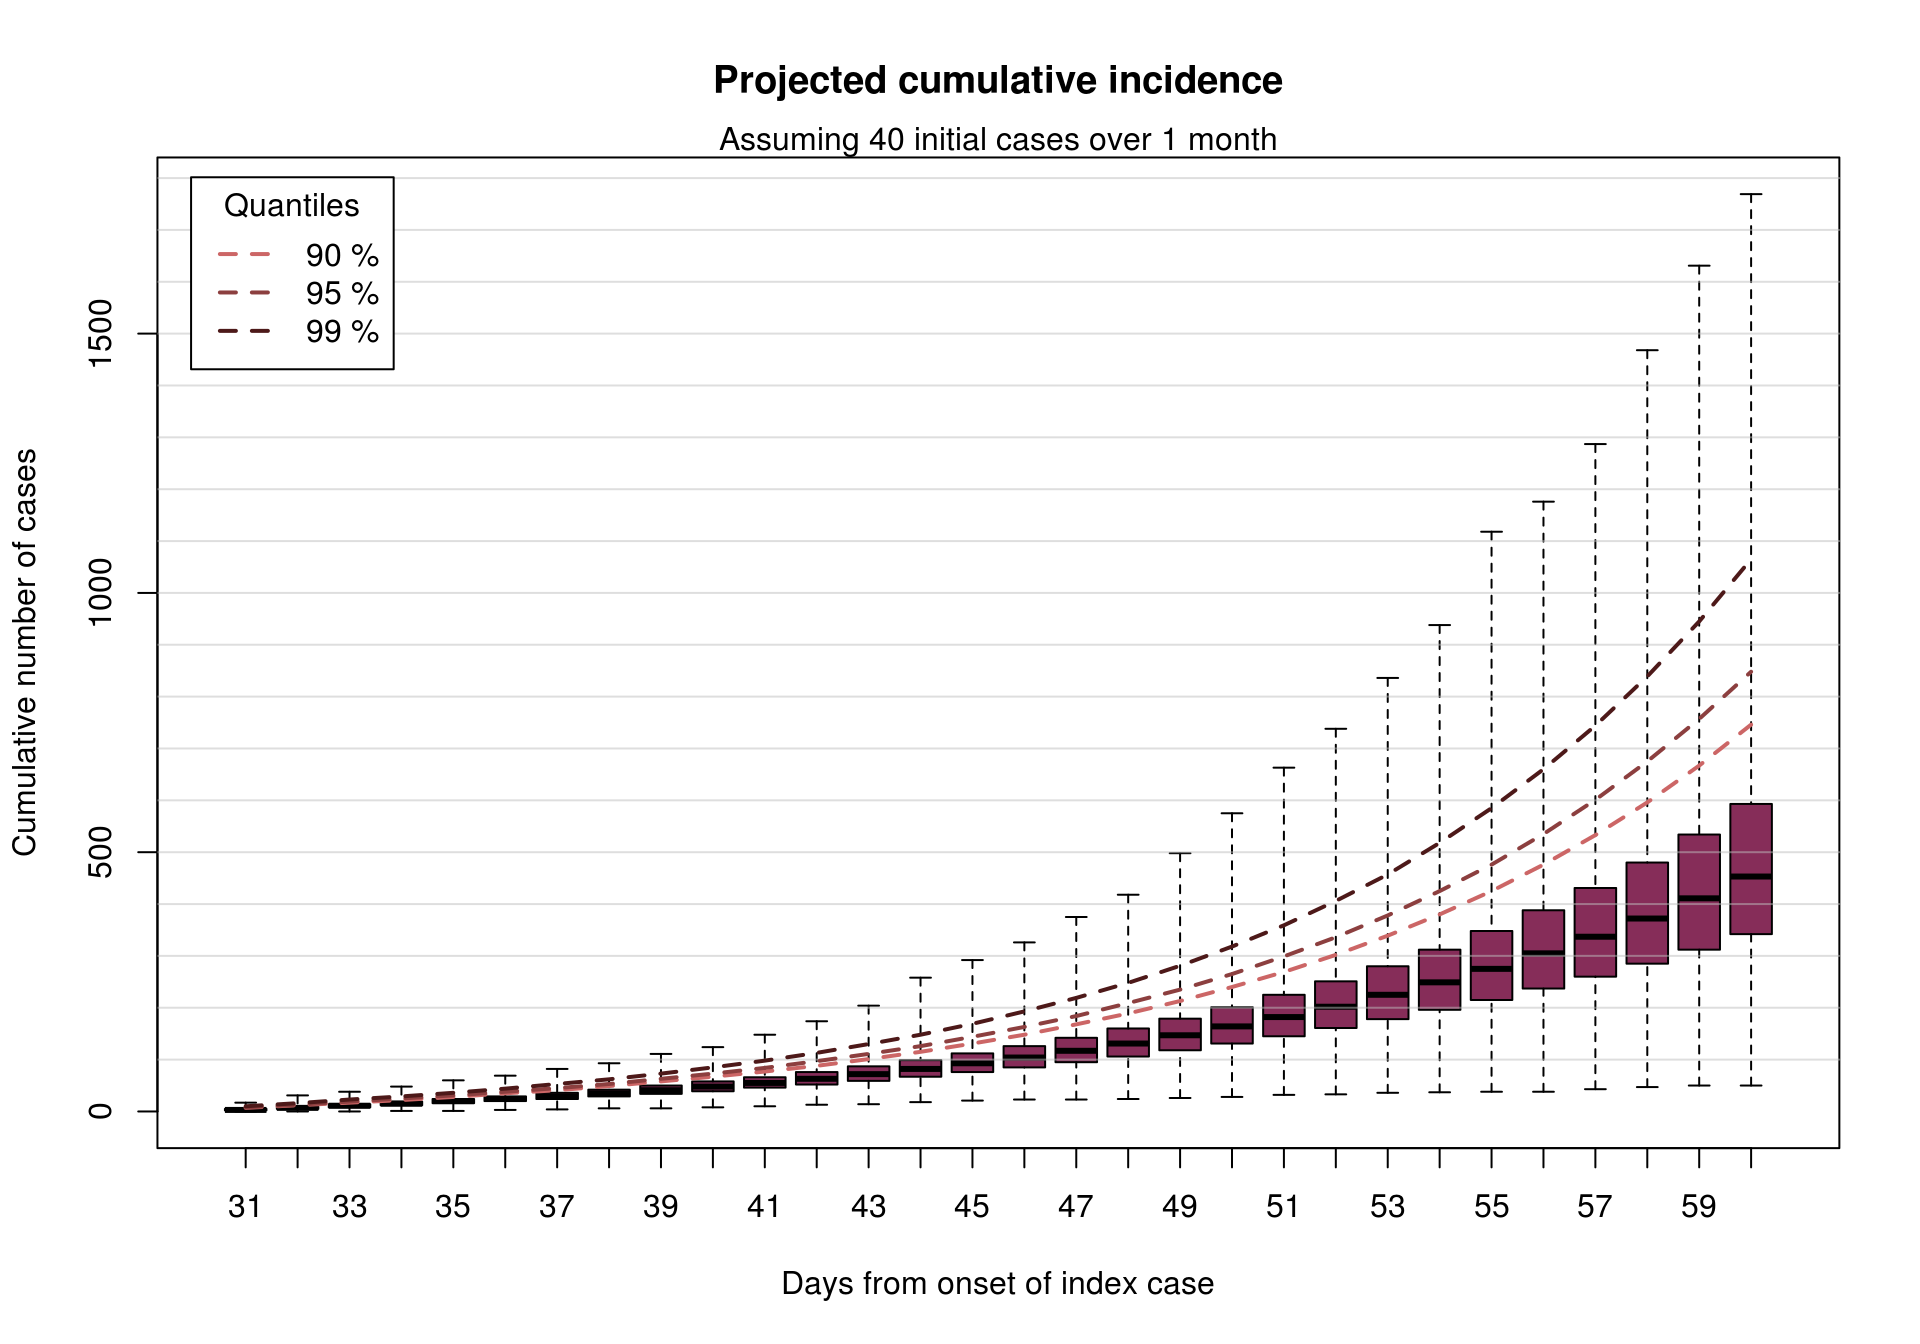 Projected cumulative incidence
Assuming 40 initial cases over 1 month
Quantiles
90 %
95 %
99 %
Cumulative number of cases
1500
1000
500
0
31 33 35 37 39 41 43 45 47 49 51 53 55 57 59
Days from onset of index case